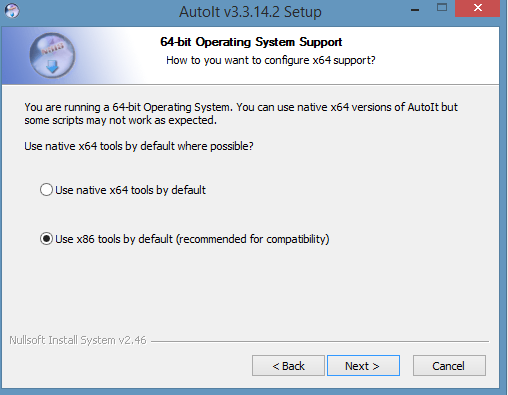 AutoIt v3.3.14.2 Setup
64-bit Operating System Support
How to you want to configure x64 support?
You are running a 64-bit Operating System. You can use native x64 versions of AutoIt but
some scripts may not work as expected.
Use native x64 tools by default where possible?
Use native x64 tools by default
Use x86 tools by default (recommended for compatibility)
Nullsoft Install System v2.46
< Back Next > Cancel